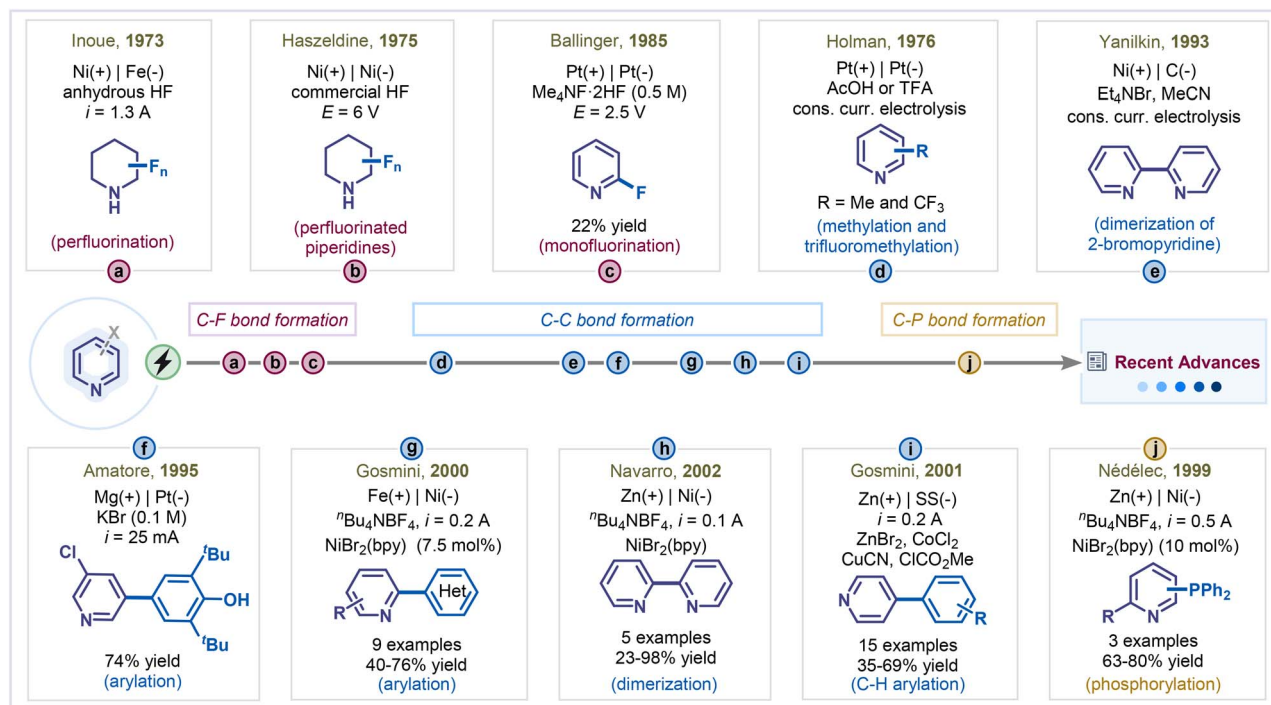 Inoue, 1973
Ni(+) | Fe(-)
anhydrous HF
i = 1.3 A
Fn
N
H
(perfluorination)
a
Haszeldine, 1975
Ni(+) | Ni(-)
commercial HF
E = 6 V
Fn
N
H
(perfluorinated
piperidines)
b
Ballinger, 1985
Pt(+) | Pt(-)
Me4NF·2HF (0.5 M)
E = 2.5 V
N
F
22% yield
(monofluorination)
c
Holman, 1976
Pt(+) | Pt(-)
AcOH or TFA
cons. curr. electrolysis
R
N
R = Me and CF3
(methylation and
trifluoromethylation)
d
Yanilkin, 1993
Ni(+) | C(-)
Et4NBr, MeCN
cons. curr. electrolysis
N N
(dimerization of
2-bromopyridine)
e
C-F bond formation
C-C bond formation
C-P bond formation
X
N
a b c d e f g h i j
Recent Advances
f
Amatore, 1995
Mg(+) | Pt(-)
KBr (0.1 M)
i = 25 mA
Cl
tBu
OH
N
tBu
74% yield
(arylation)
g
Gosmini, 2000
Fe(+) | Ni(-)
nBu4NBF4, i = 0.2 A
NiBr2(bpy) (7.5 mol%)
Het
R
N
9 examples
40-76% yield
(arylation)
h
Navarro, 2002
Zn(+) | Ni(-)
nBu4NBF4, i = 0.1 A
NiBr2(bpy)
N N
5 examples
23-98% yield
(dimerization)
i
Gosmini, 2001
Zn(+) | SS(-)
i = 0.2 A
ZnBr2, CoCl2
CuCN, ClCO2Me
N
R
15 examples
35-69% yield
(C-H arylation)
j
Nédélec, 1999
Zn(+) | Ni(-)
nBu4NBF4, i = 0.5 A
NiBr2(bpy) (10 mol%)
PPh2
R
N
3 examples
63-80% yield
(phosphorylation)